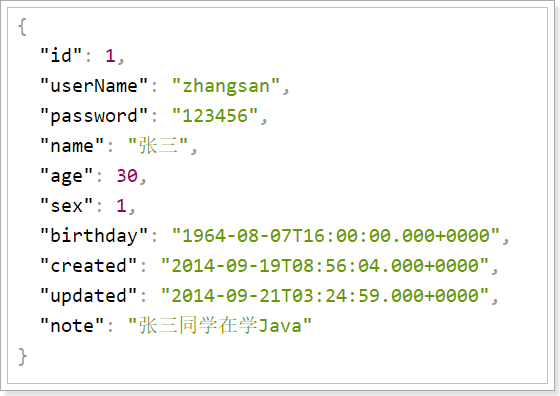 {
"id": 1,
"userName": "zhangsan",
"password": "123456",
"name": "张三",
"age": 30,
"sex": 1,
"birthday": "1964-08-07T16:00:00.000+0000",
"created": "2014-09-19T08:56:04.000+0000",
"updated": "2014-09-21T03:24:59.000+0000",
"note": "张三同学在学Java"
}